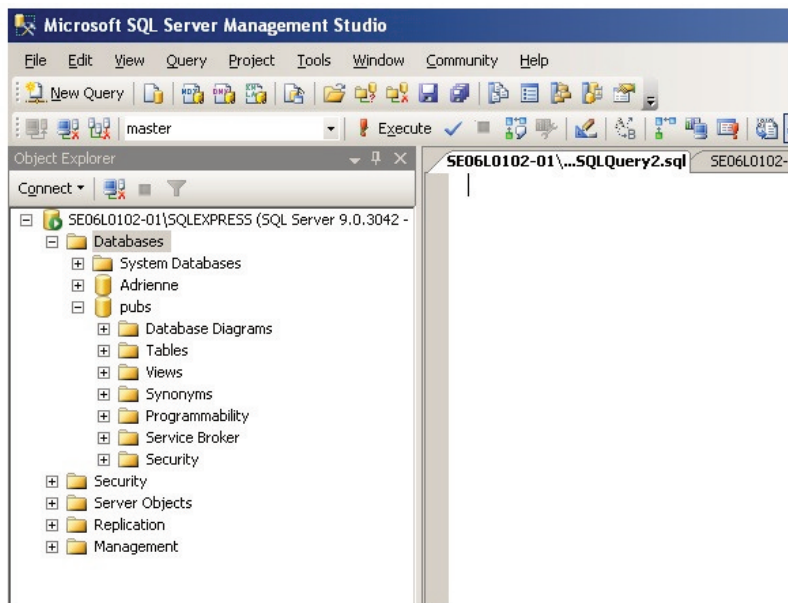 Microsoft SQL Server Management Studio
File Edit View Query Project Tools Window Community Help
New Query
master Execute
Object Explorer
SE06L0102-01\...SQLQuery2.sql SE06L0102-
Connect
SE06L0102-01\SQLEXPRESS (SQL Server 9.0.3042 -
Databases
System Databases
Adrienne
pubs
Database Diagrams
Tables
Views
Synonyms
Programmability
Service Broker
Security
Security
Server Objects
Replication
Management